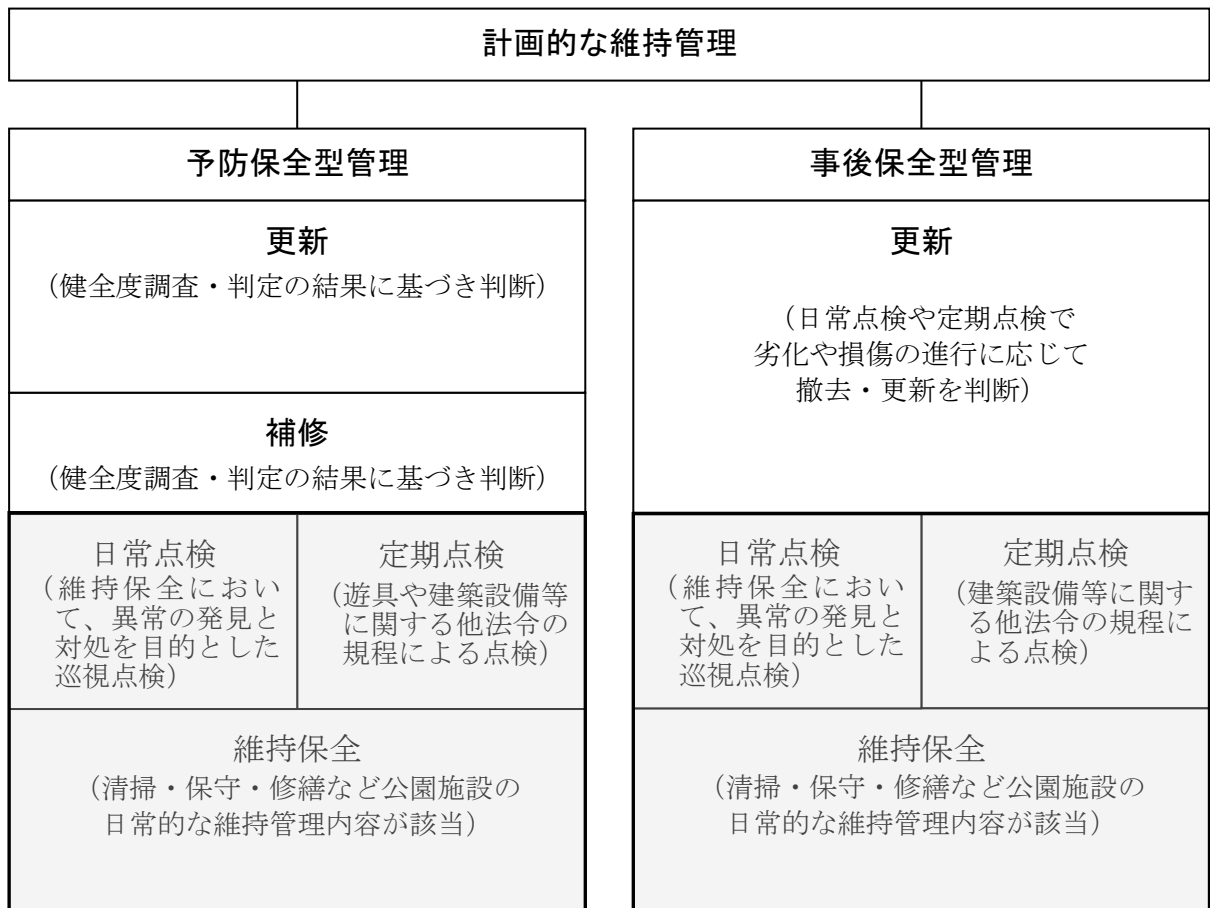 計画的な維持管理
予防保全型管理
更新
（健全度調査・判定の結果に基づき判断）
補修
（健全度調査・判定の結果に基づき判断）
日常点検
（維持保全におい
て、異常の発見と
対処を目的とした
巡視点検）
定期点検
（遊具や建築設備等
に関する他法令の
規程による点検）
維持保全
（清掃・保守・修繕など公園施設の
日常的な維持管理内容が該当）
事後保全型管理
更新
（日常点検や定期点検で
劣化や損傷の進行に応じて
撤去・更新を判断）
日常点検
（維持保全におい
て、異常の発見と
対処を目的とした
巡視点検）
定期点検
（建築設備等に関す
る他法令の規程に
よる点検）
維持保全
（清掃・保守・修繕など公園施設の
日常的な維持管理内容が該当）